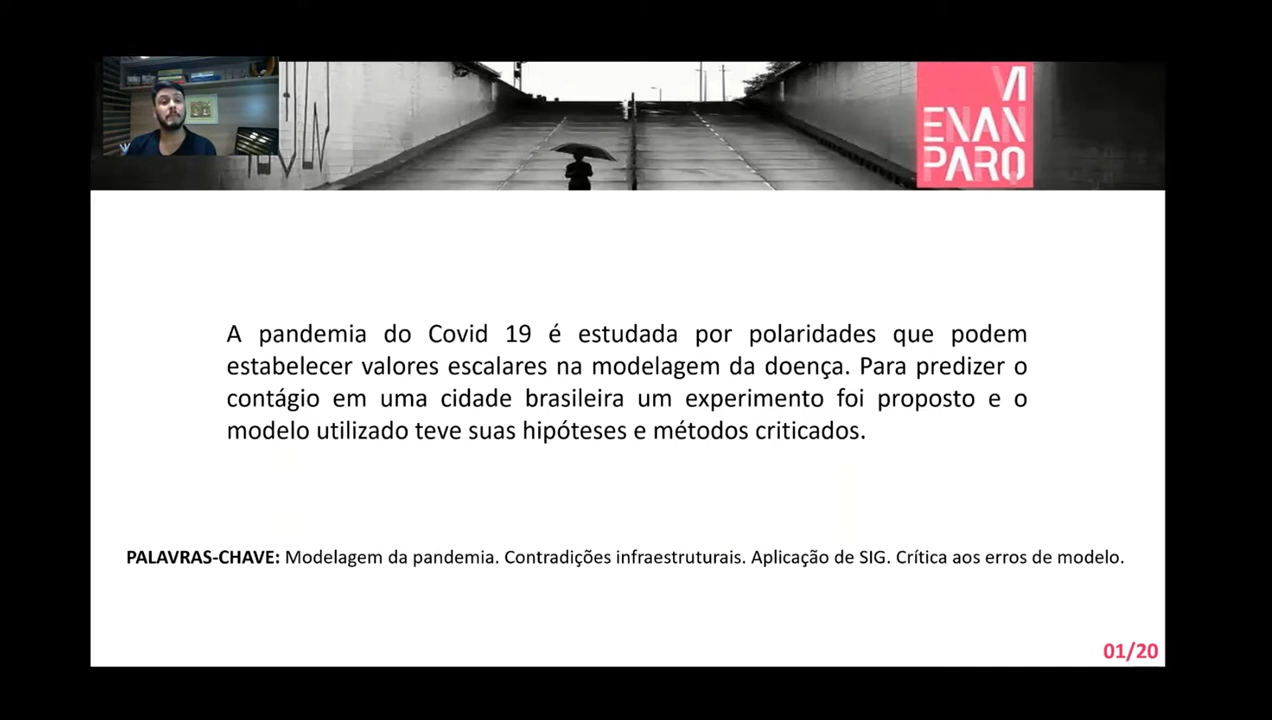 VI
ENAN
PARQ
A pandemia do Covid 19 é estudada por polaridades que podem
estabelecer valores escalares na modelagem da doença. Para predizer o
contágio em uma cidade brasileira um experimento foi proposto e o
modelo utilizado teve suas hipóteses e métodos criticados.
PALAVRAS-CHAVE: Modelagem da pandemia. Contradições infraestruturais. Aplicação de SIG. Crítica aos erros de modelo.
01/20